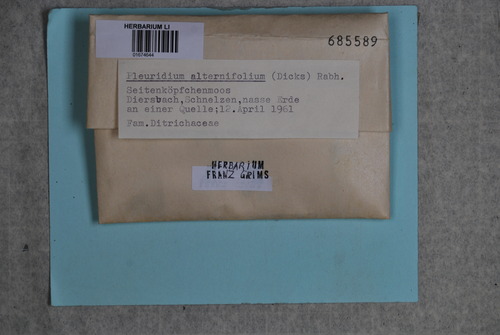 HERBARIUM LI
01674644
685589
Pleuridium alternifolium (Dicks) Rabh.
Seitenköpfchenmoos
Diersbach,Schnelzen,nasse Erde
an einer Quelle;12.April 1961
Fam.Ditrichaceae
HERBARIUM
FRANZ GRIMS